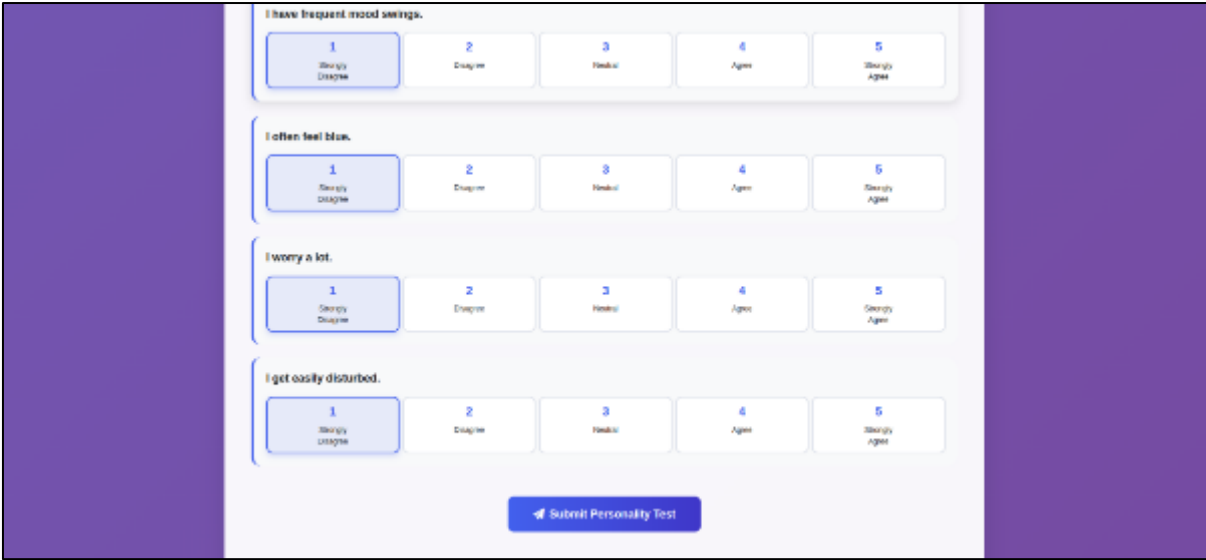 I have frequent mood swings.
1 2 3 4 5
Strongly Disagree Neutral Agree Strongly
Disagree Agree
I often feel blue.
1 2 3 4 5
Strongly Disagree Neutral Agree Strongly
Disagree Agree
I worry a lot.
1 2 3 4 5
Strongly Disagree Neutral Agree Strongly
Disagree Agree
I get easily disturbed.
1 2 3 4 5
Strongly Disagree Neutral Agree Strongly
Disagree Agree
Submit Personality Test